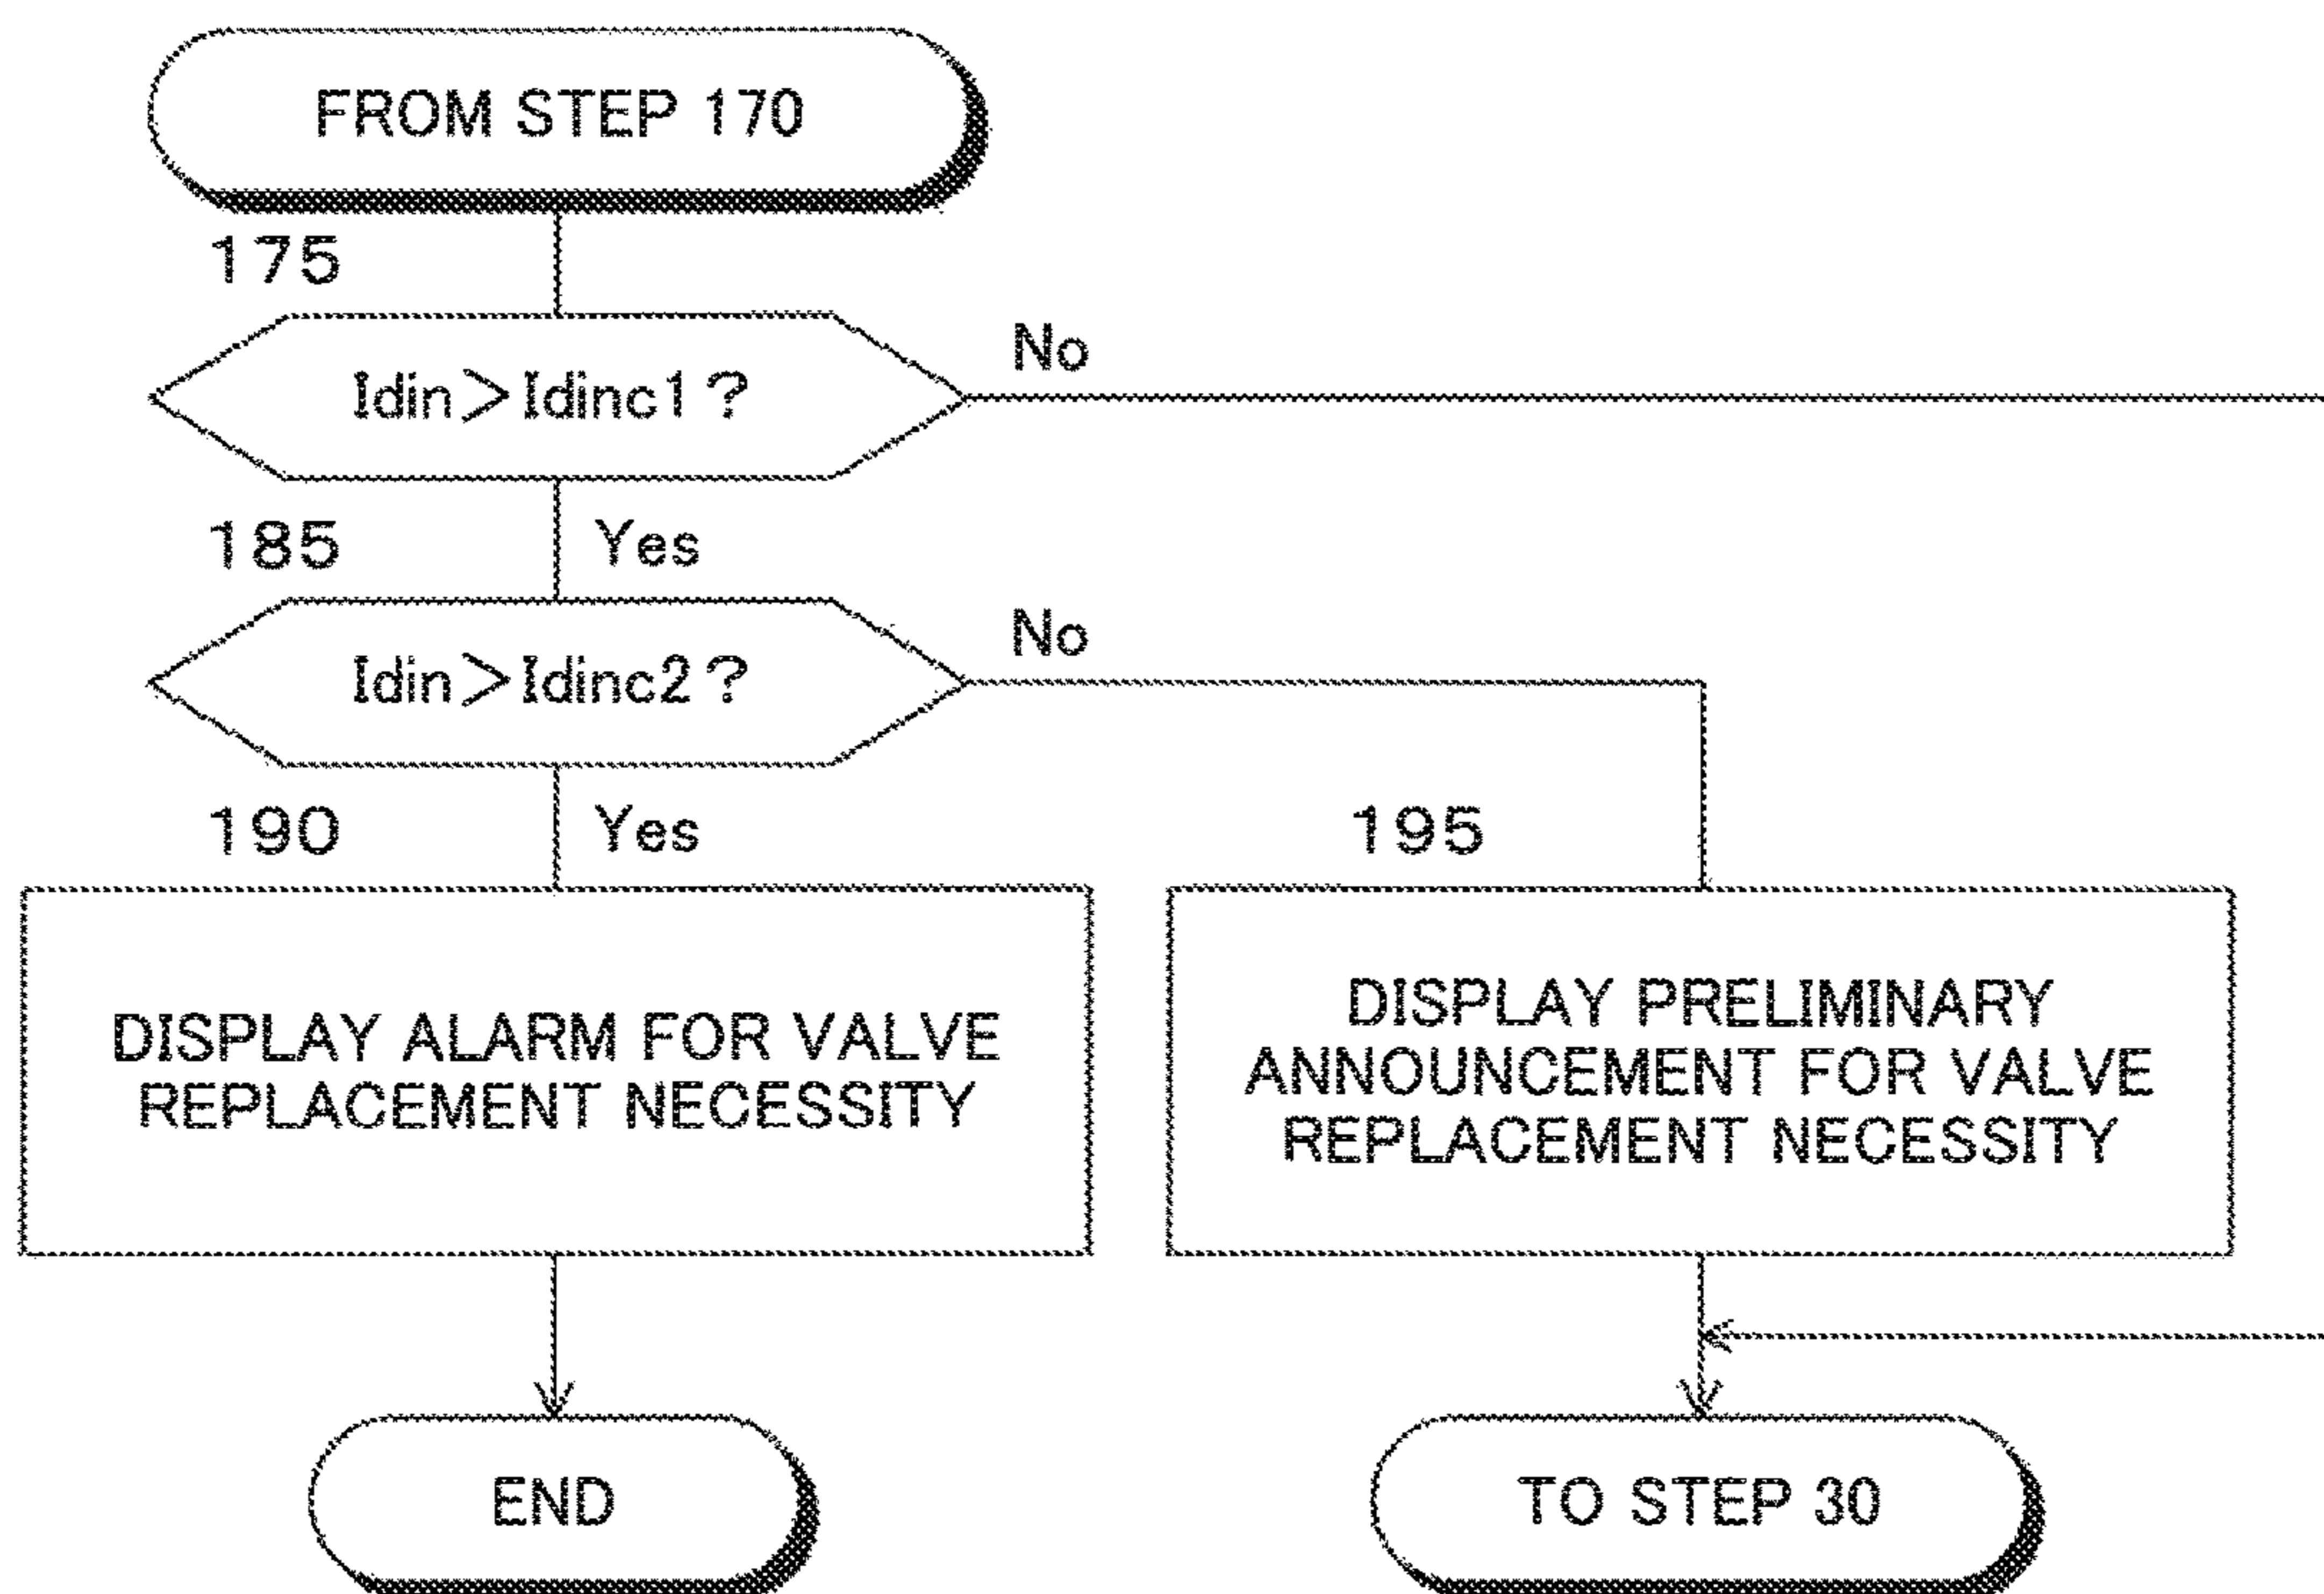 FROM STEP 170
175
Idin＞Idinc1？
No
185
Yes
Idin＞Idinc2？
No
190
Yes
195
DISPLAY ALARM FOR VALVE
REPLACEMENT NECESSITY
DISPLAY PRELIMINARY
ANNOUNCEMENT FOR VALVE
REPLACEMENT NECESSITY
END
TO STEP 30